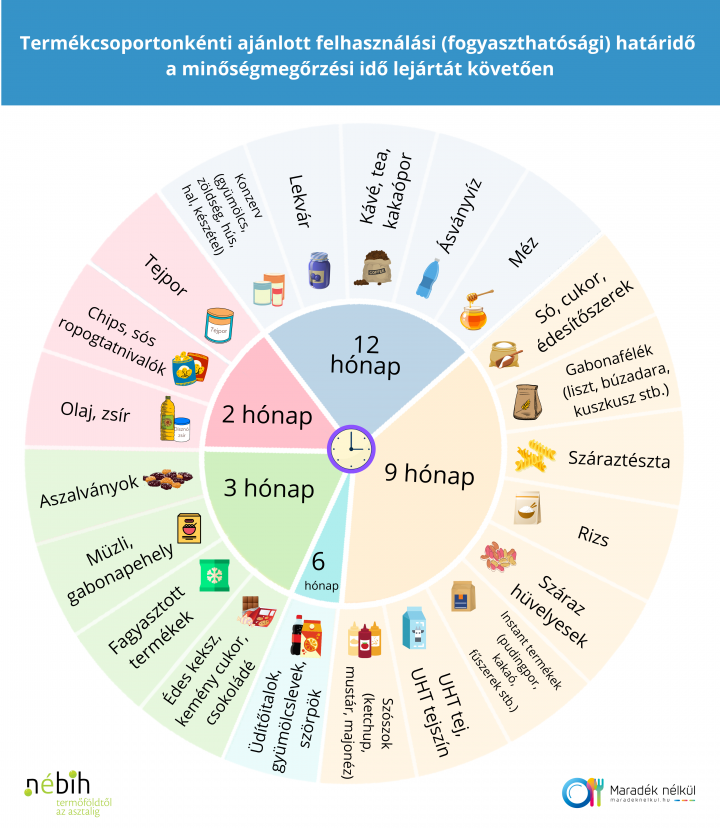 Termékcsoportonkénti ajánlott felhasználási (fogyaszthatósági) határidő
a minőségmegőrzési idő lejártát követően
12
hónap
Konzerv
(gyümölcs,
zöldség, hús,
hal, készétel)
Lekvár
Kávé, tea,
kakaópor
COFFEE
Ásványvíz
Méz
9 hónap
Só, cukor,
édesítőszerek
Gabonafélék
(liszt, búzadara,
kuszkusz stb.)
Száraztészta
Rizs
Száraz
hüvelyesek
Instant termékek
(pudingpor,
kakaó,
fűszerek stb.)
UHT tej,
UHT tejszín
Szószok
(ketchup,
mustár, majonéz)
6
hónap
Üdítőitalok,
gyümölcslevek,
szörpök
3 hónap
Édes keksz,
kemény cukor,
csokoládé
Fagyasztott
termékek
Müzli,
gabonapehely
Aszalványok
2 hónap
Olaj, zsír
Chips, sós
ropogtatnivalók
Tejpor
Tejpor
nébih
termőföldtől
az asztalig
Maradék nélkül
maradeknelkul.hu